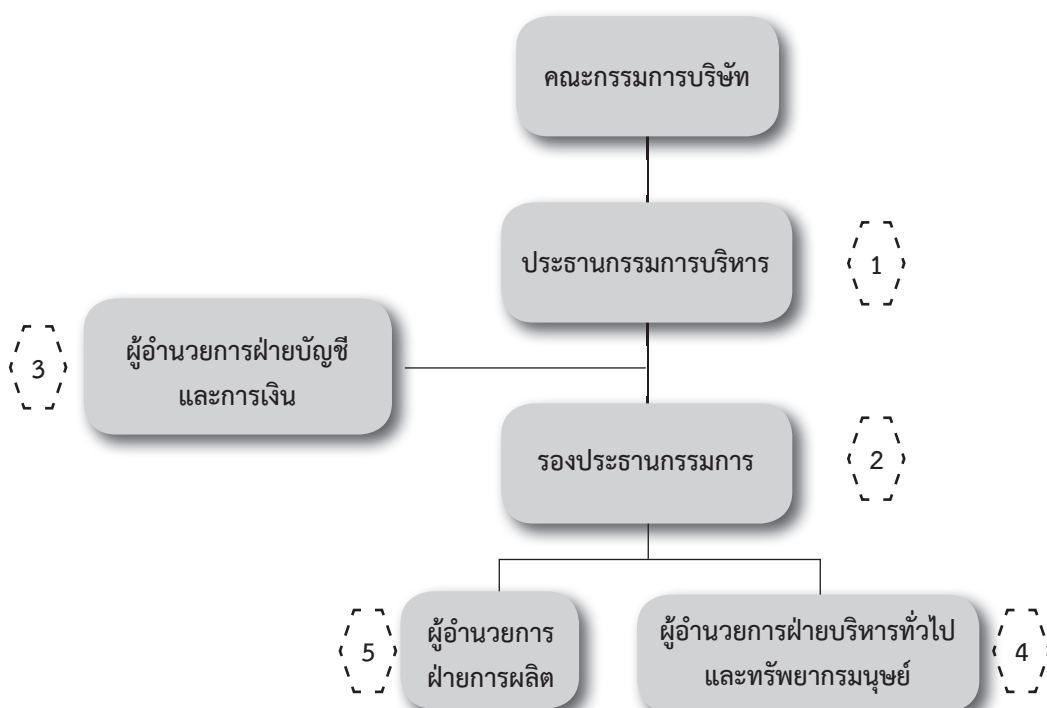 คณะกรรมการบริษัท
ประธานกรรมการบริหาร
1
3
ผู้อำนวยการฝ่ายบัญชี
และการเงิน
รองประธานกรรมการ
2
5
ผู้อำนวยการ
ฝ่ายการผลิต
ผู้อำนวยการฝ่ายบริหารทั่วไป
และทรัพยากรมนุษย์
4